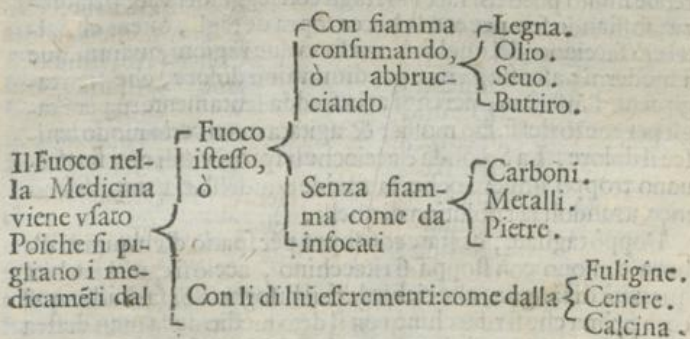 Il Fuoco nel-
la Medicina
viene vsato
Poiche si pi-
gliano i me-
dicamēti dal
Fuoco
istesso,
ò
Con fiamma
consumando,
ò abbruc-
ciando
Legna.
Olio.
Seuo.
Buttiro.
Senza fiam-
ma come da
infocati
Carboni.
Metalli.
Pietre.
Con li di lui escrementi: come dalla
Fuligine.
Cenere.
Calcina.